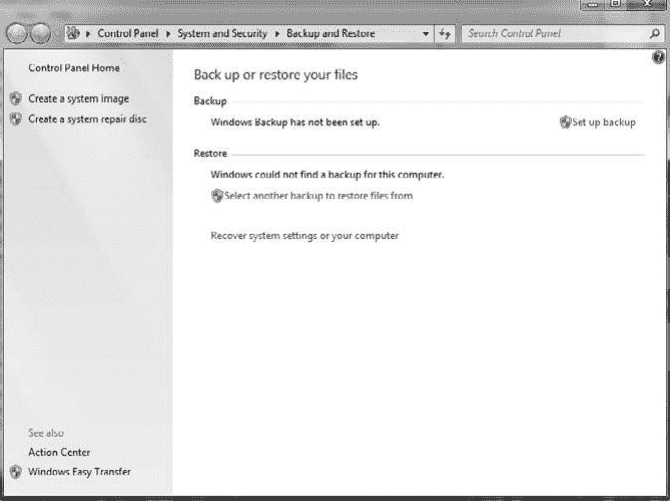 Control Panel ▸ System and Security ▸ Backup and Restore
Search Control Panel
Control Panel Home
Create a system image
Create a system repair disc
Back up or restore your files
Backup
Windows Backup has not been set up.
Set up backup
Restore
Windows could not find a backup for this computer.
Select another backup to restore files from
Recover system settings or your computer
See also
Action Center
Windows Easy Transfer